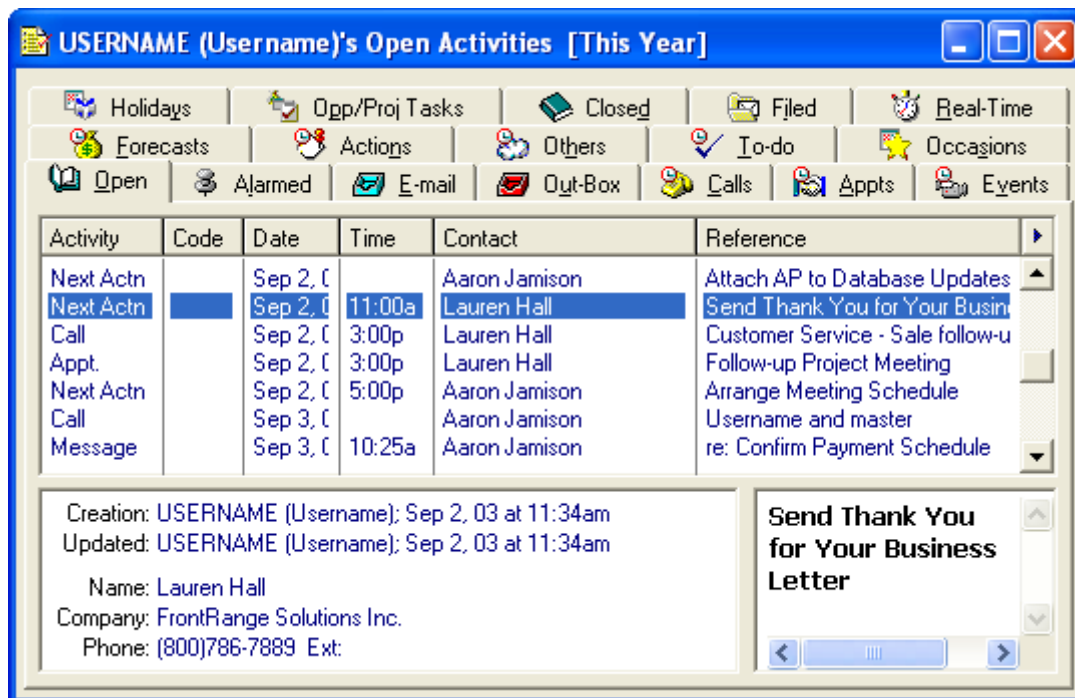 USERNAME (Username)'s Open Activities [This Year]
Holidays Opp/Proj Tasks Closed Filed Real-Time
Forecasts Actions Others To-do Occasions
Open Alarmed E-mail Out-Box Calls Appts Events
Activity Code Date Time Contact Reference
Next Actn Sep 2, 0 Aaron Jamison Attach AP to Database Updates
Next Actn Sep 2, 0 11:00a Lauren Hall Send Thank You for Your Busin
Call Sep 2, 0 3:00p Lauren Hall Customer Service - Sale follow-u
Appt. Sep 2, 0 3:00p Lauren Hall Follow-up Project Meeting
Next Actn Sep 2, 0 5:00p Aaron Jamison Arrange Meeting Schedule
Call Sep 3, 0 Aaron Jamison Username and master
Message Sep 3, 0 10:25a Aaron Jamison re: Confirm Payment Schedule
Creation: USERNAME (Username); Sep 2, 03 at 11:34am
Updated: USERNAME (Username); Sep 2, 03 at 11:34am
Name: Lauren Hall
Company: FrontRange Solutions Inc.
Phone: (800)786-7889 Ext:
Send Thank You
for Your Business
Letter